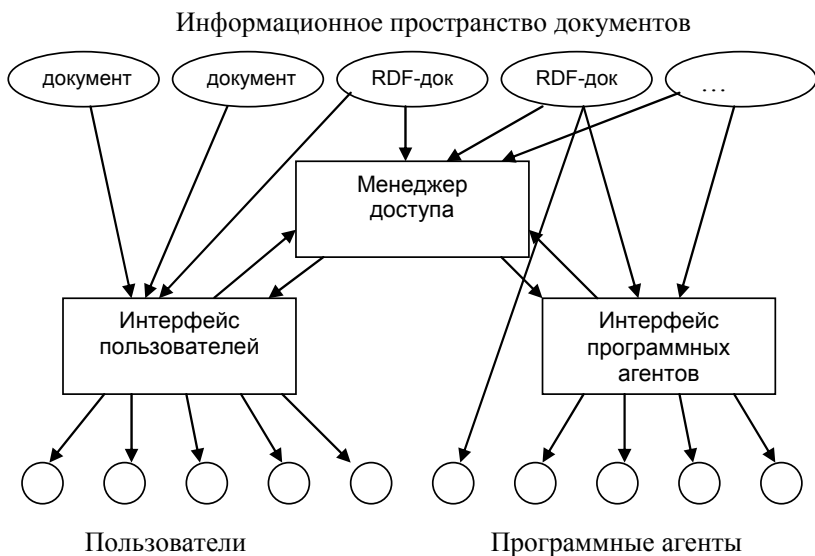 Информационное пространство документов
документ
документ
RDF-док
RDF-док
...
Менеджер
доступа
Интерфейс
пользователей
Интерфейс
программных
агентов
Пользователи
Программные агенты